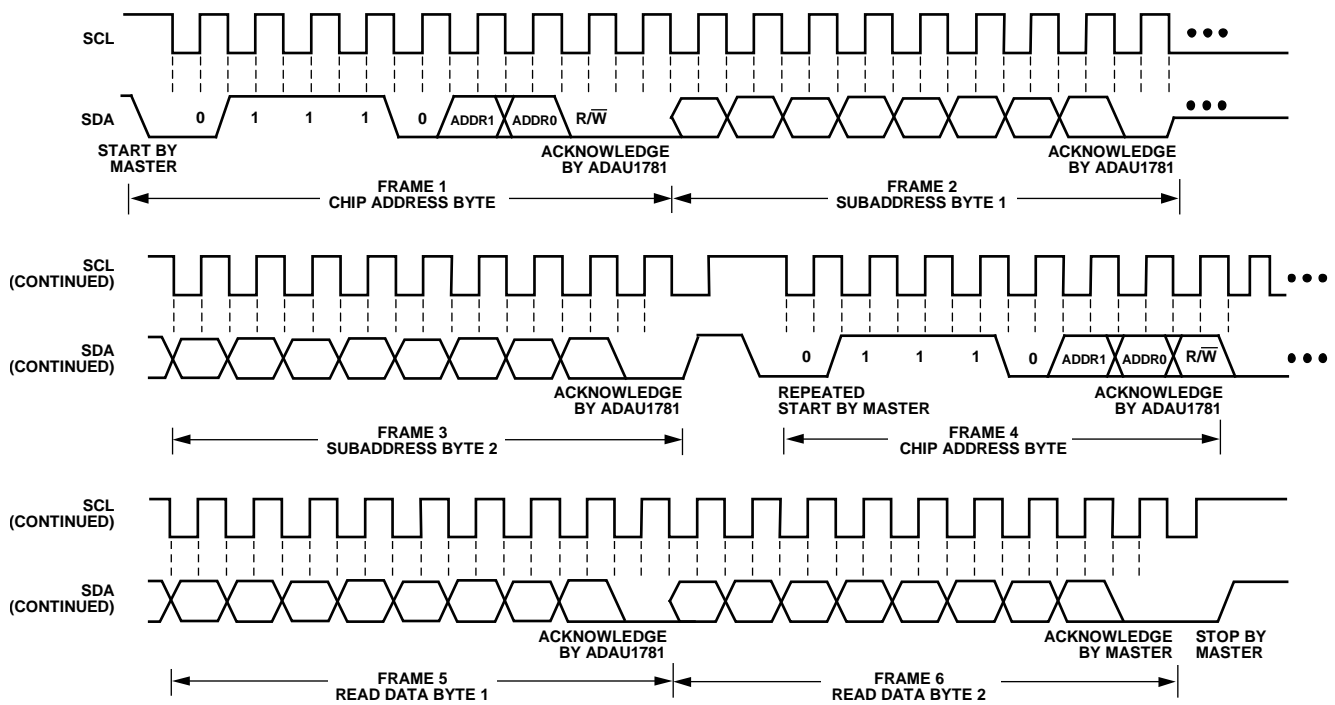 SCL
SDA
0 1 1 1 0 ADDR1 ADDR0 R/W̅
START BY
MASTER
ACKNOWLEDGE
BY ADAU1781
ACKNOWLEDGE
BY ADAU1781
FRAME 1
CHIP ADDRESS BYTE
FRAME 2
SUBADDRESS BYTE 1
SCL
(CONTINUED)
SDA
(CONTINUED)
0 1 1 1 0 ADDR1 ADDR0 R/W̅
ACKNOWLEDGE
BY ADAU1781
REPEATED
START BY MASTER
ACKNOWLEDGE
BY ADAU1781
FRAME 3
SUBADDRESS BYTE 2
FRAME 4
CHIP ADDRESS BYTE
SCL
(CONTINUED)
SDA
(CONTINUED)
ACKNOWLEDGE
BY ADAU1781
ACKNOWLEDGE
BY MASTER
STOP BY
MASTER
FRAME 5
READ DATA BYTE 1
FRAME 6
READ DATA BYTE 2